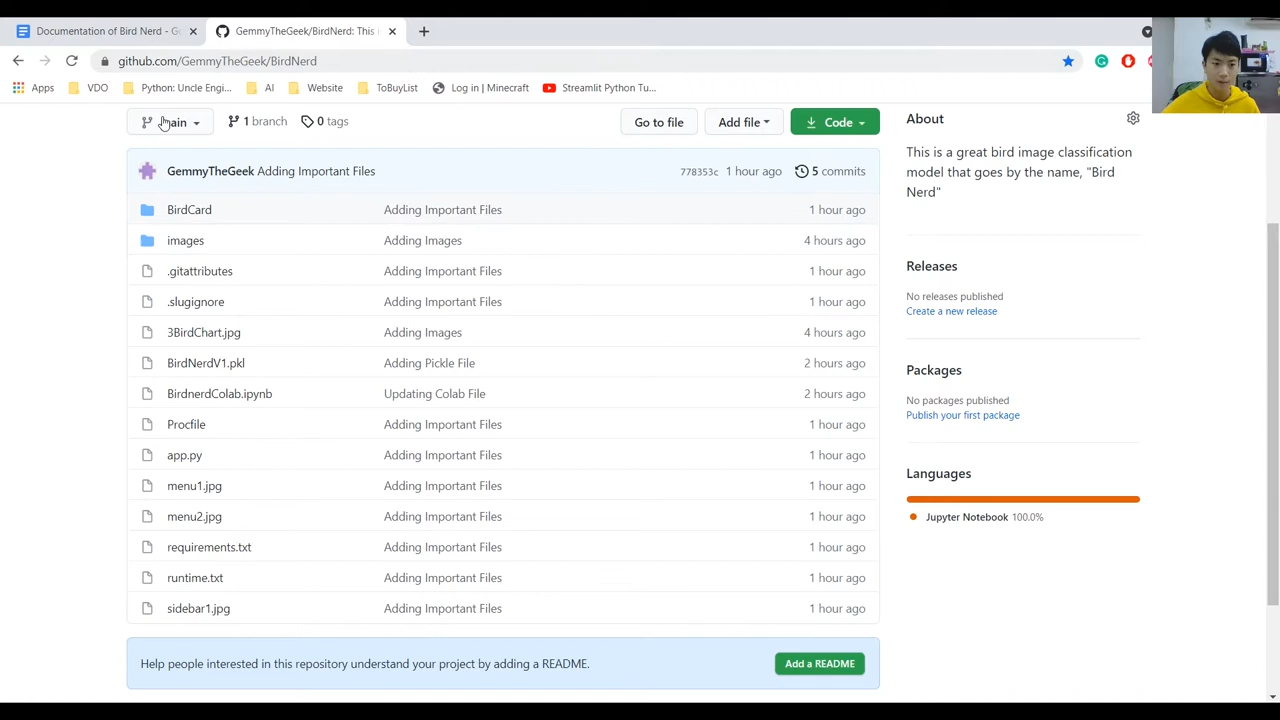 Documentation of Bird Nerd - G
GemmyTheGeek/BirdNerd: This i
github.com/GemmyTheGeek/BirdNerd
Apps VDO Python: Uncle Engi... AI Website ToBuyList Log in | Minecraft Streamlit Python Tu...
1 branch 0 tags Go to file Add file Code
GemmyTheGeek Adding Important Files 778353c 1 hour ago 5 commits
BirdCard Adding Important Files 1 hour ago
images Adding Images 4 hours ago
.gitattributes Adding Important Files 1 hour ago
.slugignore Adding Important Files 1 hour ago
3BirdChart.jpg Adding Images 4 hours ago
BirdNerdV1.pkl Adding Pickle File 2 hours ago
BirdnerdColab.ipynb Updating Colab File 2 hours ago
Procfile Adding Important Files 1 hour ago
app.py Adding Important Files 1 hour ago
menu1.jpg Adding Important Files 1 hour ago
menu2.jpg Adding Important Files 1 hour ago
requirements.txt Adding Important Files 1 hour ago
runtime.txt Adding Important Files 1 hour ago
sidebar1.jpg Adding Important Files 1 hour ago
Help people interested in this repository understand your project by adding a README. Add a README
About
This is a great bird image classification
model that goes by the name, "Bird
Nerd"
Releases
No releases published
Create a new release
Packages
No packages published
Publish your first package
Languages
Jupyter Notebook 100.0%